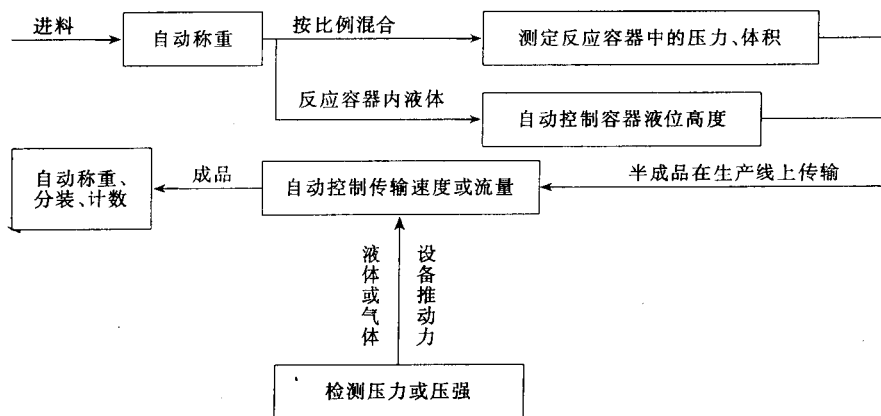 进料
自动称重
按比例混合
测定反应容器中的压力、体积
反应容器内液体
自动控制容器液位高度
自动称重、
分装、计数
成品
自动控制传输速度或流量
半成品在生产线上传输
液体或气体
设备推动力
检测压力或压强